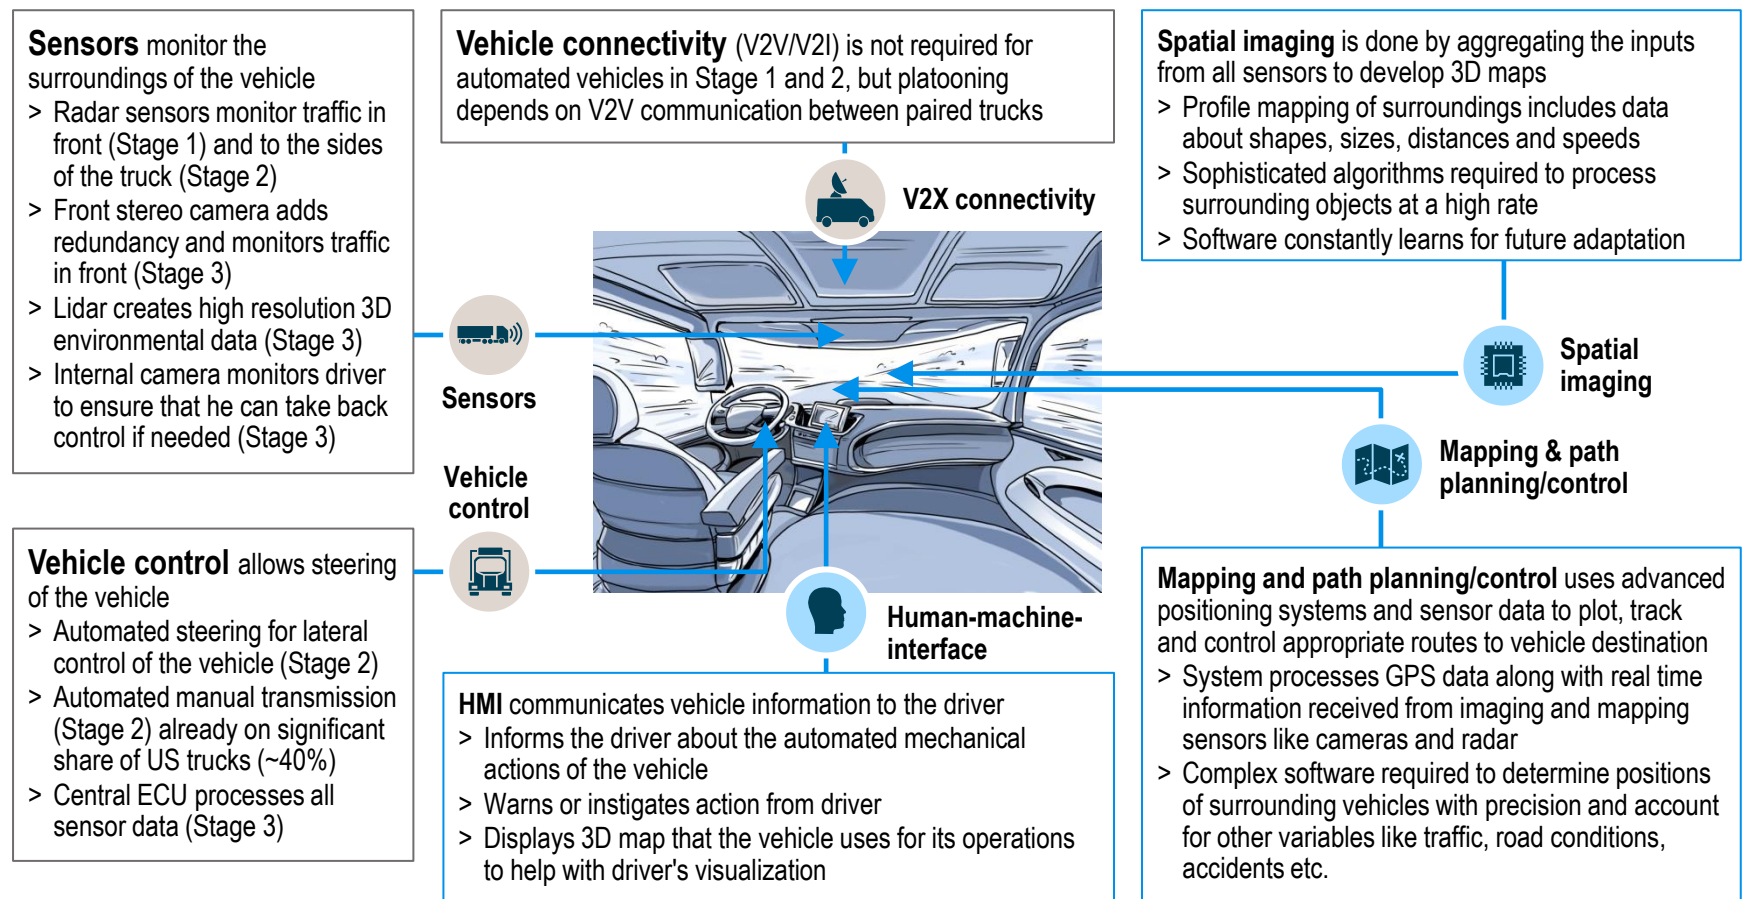 Sensors monitor the
surroundings of the vehicle
> Radar sensors monitor traffic in
front (Stage 1) and to the sides
of the truck (Stage 2)
> Front stereo camera adds
redundancy and monitors traffic
in front (Stage 3)
> Lidar creates high resolution 3D
environmental data (Stage 3)
> Internal camera monitors driver
to ensure that he can take back
control if needed (Stage 3)
Vehicle connectivity (V2V/V2I) is not required for
automated vehicles in Stage 1 and 2, but platooning
depends on V2V communication between paired trucks
Spatial imaging is done by aggregating the inputs
from all sensors to develop 3D maps
> Profile mapping of surroundings includes data
about shapes, sizes, distances and speeds
> Sophisticated algorithms required to process
surrounding objects at a high rate
> Software constantly learns for future adaptation
V2X connectivity
Sensors
Spatial
imaging
Mapping & path
planning/control
Vehicle
control
Human-machine-
interface
Vehicle control allows steering
of the vehicle
> Automated steering for lateral
control of the vehicle (Stage 2)
> Automated manual transmission
(Stage 2) already on significant
share of US trucks (~40%)
> Central ECU processes all
sensor data (Stage 3)
HMI communicates vehicle information to the driver
> Informs the driver about the automated mechanical
actions of the vehicle
> Warns or instigates action from driver
> Displays 3D map that the vehicle uses for its operations
to help with driver's visualization
Mapping and path planning/control uses advanced
positioning systems and sensor data to plot, track
and control appropriate routes to vehicle destination
> System processes GPS data along with real time
information received from imaging and mapping
sensors like cameras and radar
> Complex software required to determine positions
of surrounding vehicles with precision and account
for other variables like traffic, road conditions,
accidents etc.